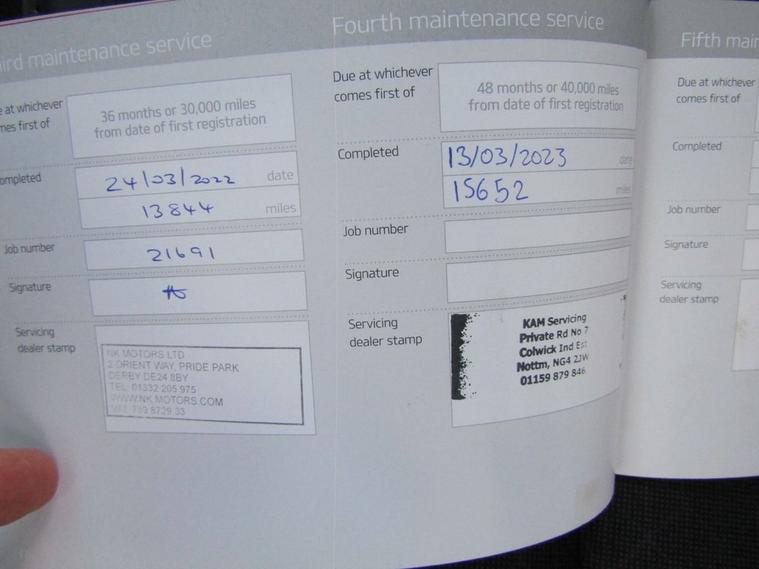 ird maintenance service
e at whichever
mes first of
36 months or 30,000 miles
from date of first registration
ompleted
24/03/2022 date
13844 miles
Job number
21691
Signature
Servicing
dealer stamp
NK MOTORS LTD
2 ORIENT WAY, PRIDE PARK
DERBY DE24 8BY
TEL: 01332 205 975
WWW.NK MOTORS.COM
Fourth maintenance service
Due at whichever
comes first of
48 months or 40,000 miles
from date of first registration
Completed
13/03/2023 date
15652 miles
Job number
Signature
Servicing
dealer stamp
KAM Servicing
Private Rd No 7
Colwick Ind Est
Nottm, NG4 2JW
01159 879 846
Fifth mair
Due at whichever
comes first of
Completed
Job number
Signature
Servicing
dealer stamp